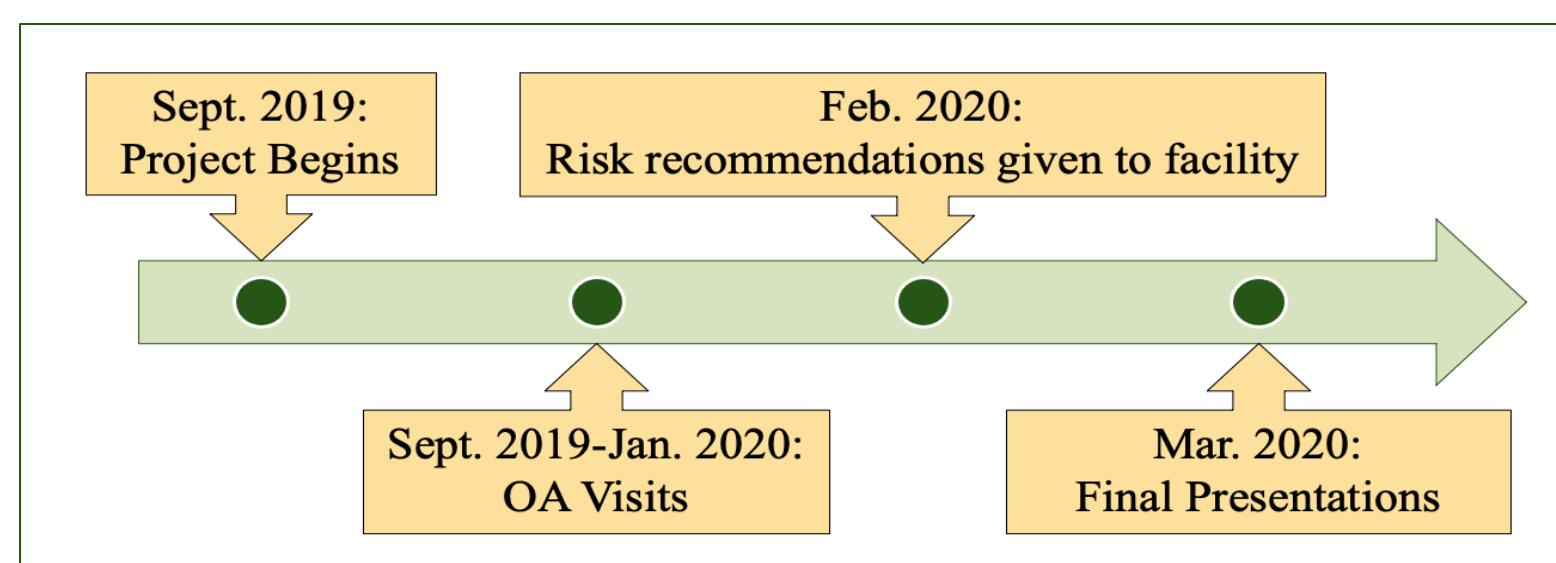 Sept. 2019:
Project Begins
Sept. 2019-Jan. 2020:
OA Visits
Feb. 2020:
Risk recommendations given to facility
Mar. 2020:
Final Presentations